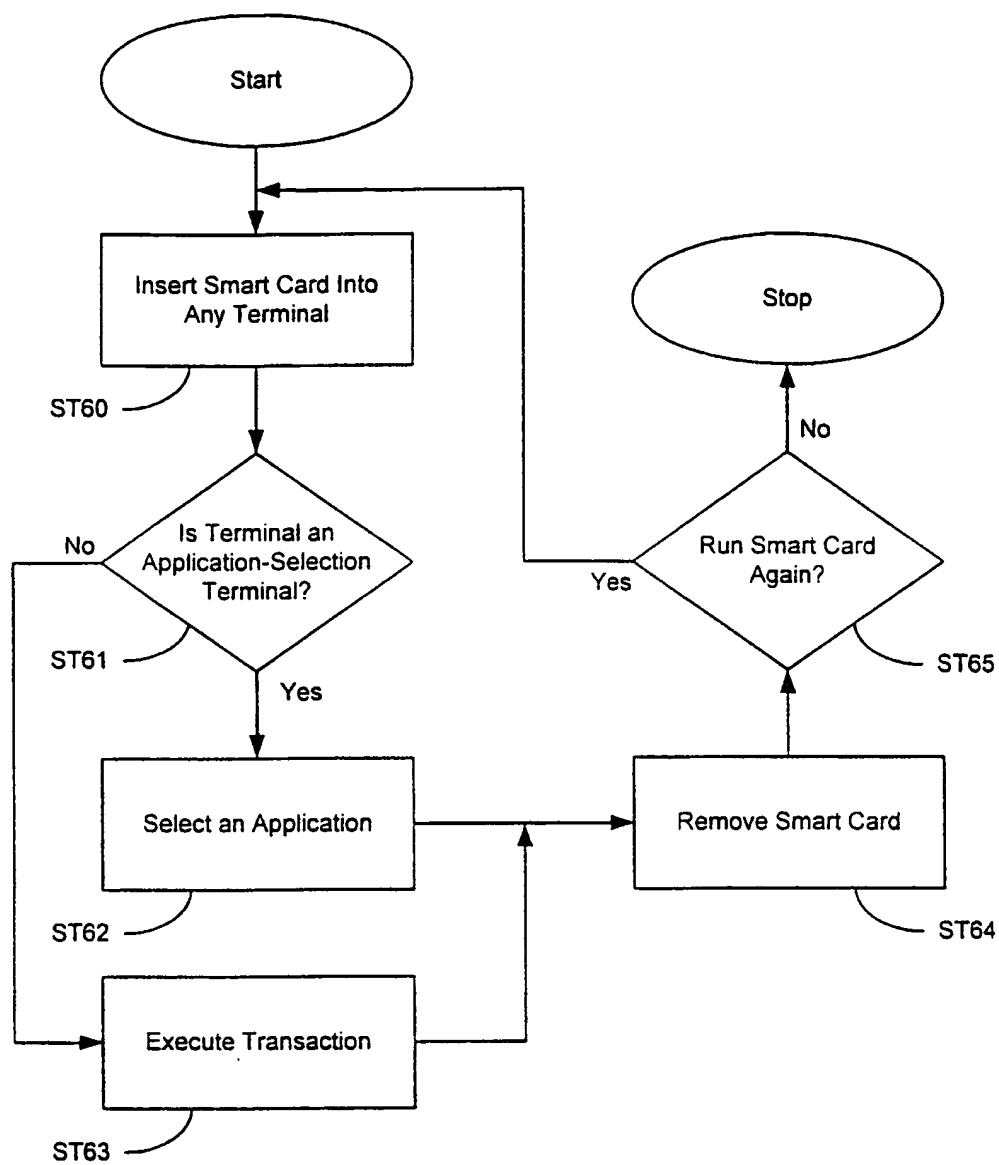 Start
Insert Smart Card Into
Any Terminal
ST60
Is Terminal an
Application-Selection
Terminal?
No
ST61
Yes
Select an Application
ST62
Execute Transaction
ST63
Remove Smart Card
ST64
Run Smart Card
Again?
Yes
ST65
No
Stop